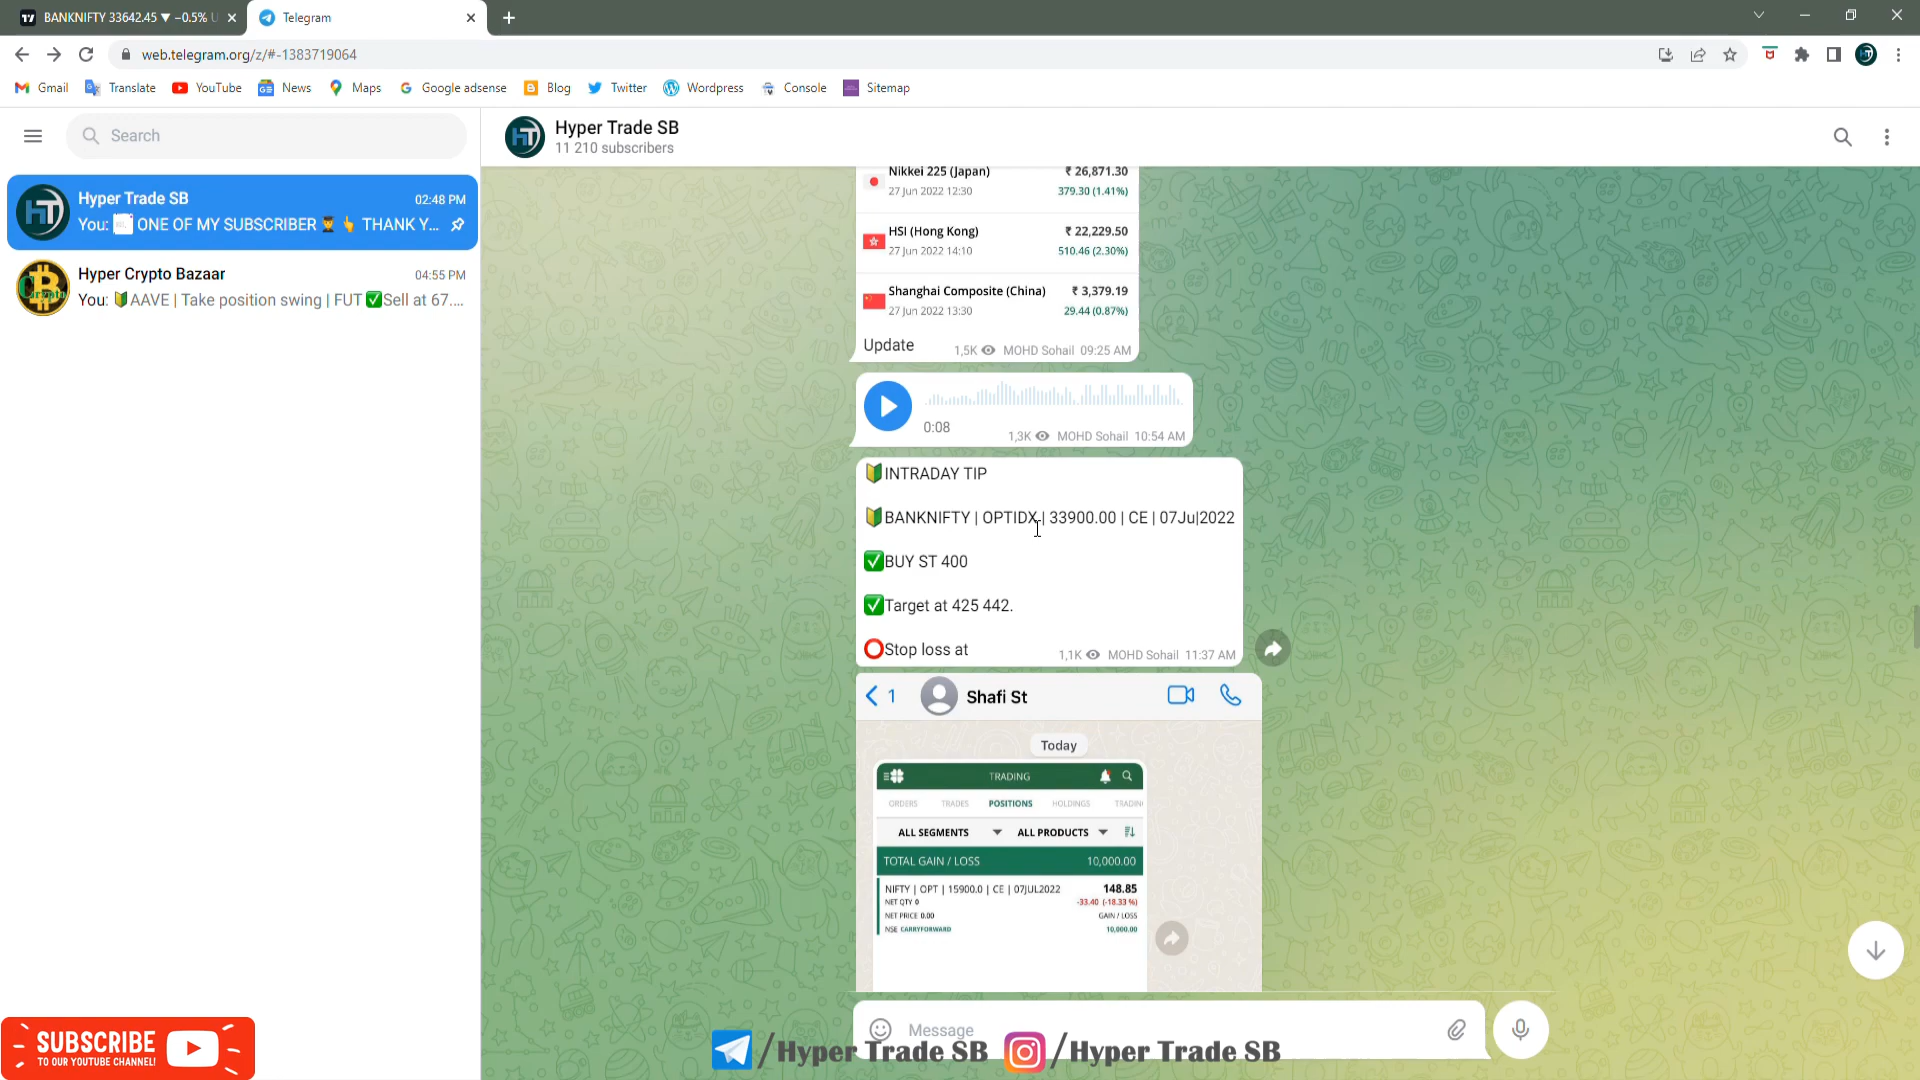 BANKNIFTY 33642.45 ▼ −0.5% U
Telegram
web.telegram.org/z/#-1383719064
Gmail
Translate
YouTube
News
Maps
Google adsense
Blog
Twitter
Wordpress
Console
Sitemap
Search
Hyper Trade SB
11 210 subscribers
Hyper Trade SB
02:48 PM
You: ONE OF MY SUBSCRIBER 👨‍🎓👆 THANK Y...
Hyper Crypto Bazaar
04:55 PM
You: 🔰AAVE | Take position swing | FUT ✅Sell at 67....
Nikkei 225 (Japan) ₹ 26,871.30
27 Jun 2022 12:30 379.30 (1.41%)
HSI (Hong Kong) ₹ 22,229.50
27 Jun 2022 14:10 510.46 (2.30%)
Shanghai Composite (China) ₹ 3,379.19
27 Jun 2022 13:30 29.44 (0.87%)
Update 1,5K MOHD Sohail 09:25 AM
0:08 1,3K MOHD Sohail 10:54 AM
🔰INTRADAY TIP
🔰BANKNIFTY | OPTIDX | 33900.00 | CE | 07Ju|2022
✅BUY ST 400
✅Target at 425 442.
⭕Stop loss at 1,1K MOHD Sohail 11:37 AM
1 Shafi St
Today
TRADING
ORDERS TRADES POSITIONS HOLDINGS TRADIN
ALL SEGMENTS ALL PRODUCTS
TOTAL GAIN / LOSS 10,000.00
NIFTY | OPT | 15900.0 | CE | 07JUL2022 148.85
NET QTY 0 -33.40 (-18.33 %)
NET PRICE 0.00 GAIN / LOSS
NSE CARRYFORWARD 10,000.00
Message
SUBSCRIBE
TO OUR YOUTUBE CHANNEL!
/Hyper Trade SB /Hyper Trade SB